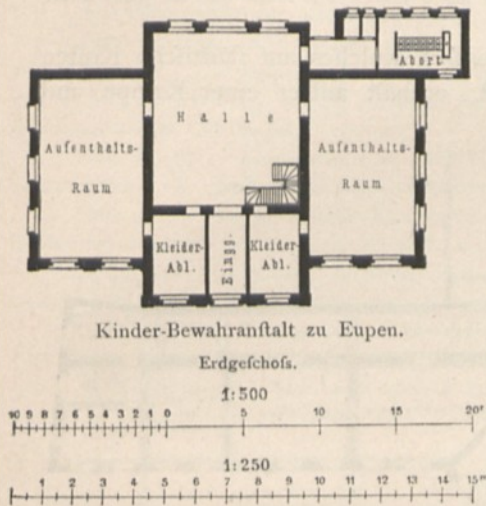 Abort
Halle
Aufenthalts-
Raum
Aufenthalts-
Raum
Kleider-
Abl.
Eingg.
Kleider-
Abl.
Kinder-Bewahranſtalt zu Eupen.
Erdgeſchoſs.
1:500
10 9 8 7 6 5 4 3 2 1 0 5 10 15 20m
1:250
1 2 3 4 5 6 7 8 9 10 11 12 13 14 15m